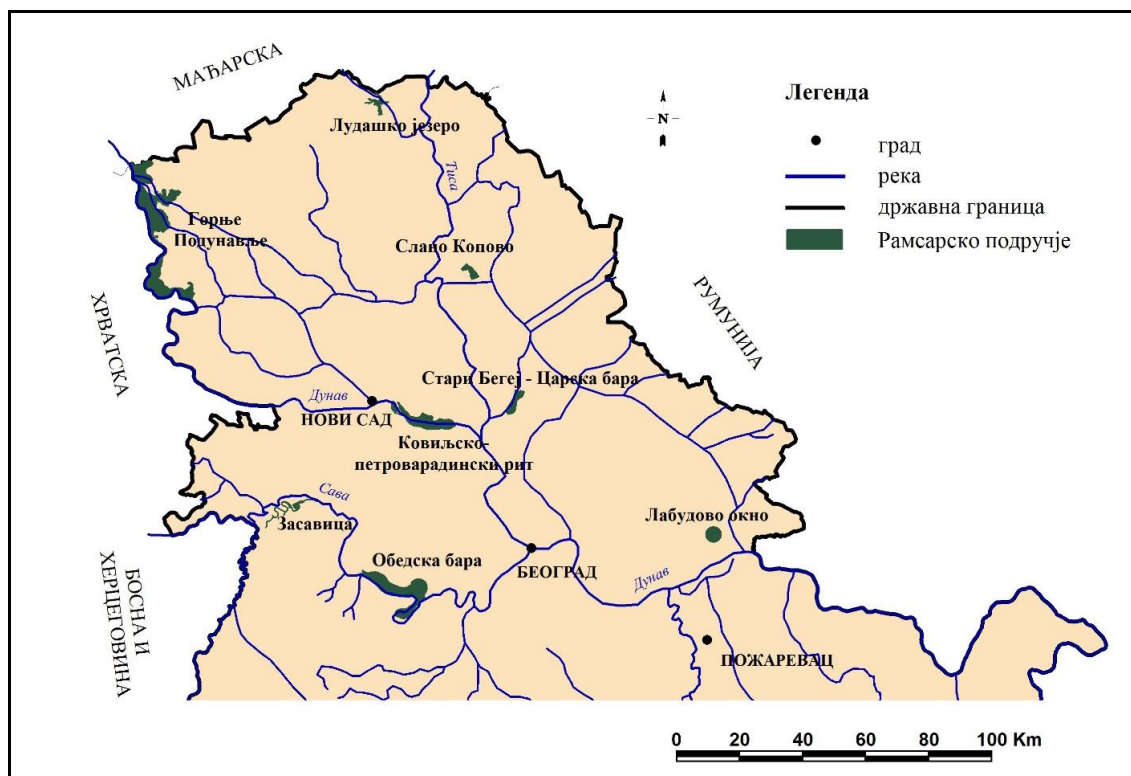 МАЂАРСКА
Лудашко језеро
N
Легенда
град
река
државна граница
Рамсарско подручје
Тиса
Горње
Подунавље
Слано Копово
ХРВАТСКА
РУМУНИЈА
Стари Бегеј - Царска бара
Дунав
НОВИ САД
Ковиљско-
петроварадински рит
Сава
Засавица
Лабудово окно
Обедска бара
БЕОГРАД
Дунав
БОСНА И
ХЕРЦЕГОВИНА
ПОЖАРЕВАЦ
0 20 40 60 80 100 Km